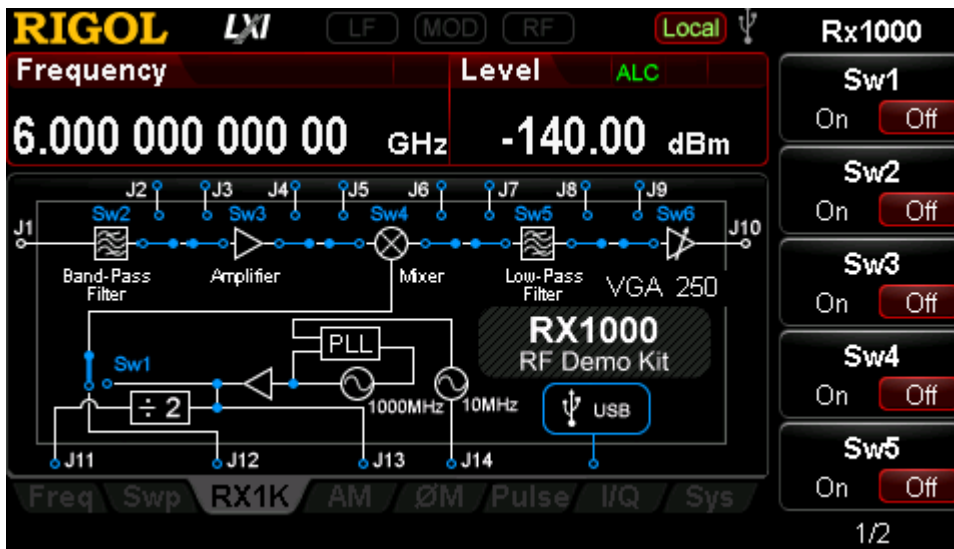 RIGOL LXI LF MOD RF Local Rx1000
Frequency Level ALC
6.000 000 000 00 GHz -140.00 dBm
Sw1
On Off
Sw2
On Off
Sw3
On Off
Sw4
On Off
Sw5
On Off
1/2
J2 J3 J4 J5 J6 J7 J8 J9
Sw2 Sw3 Sw4 Sw5 Sw6
J1 J10
Band-Pass Filter
Amplifier
Mixer
Low-Pass Filter
VGA 250
RX1000
RF Demo Kit
PLL
Sw1
÷ 2
1000MHz 10MHz
USB
J11 J12 J13 J14
Freq Swp RX1K AM ØM Pulse I/Q Sys